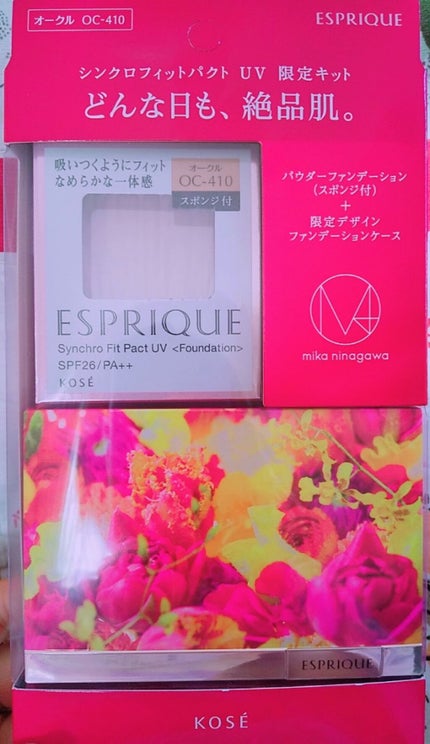 オークル OC-410
ESPRIQUE
シンクロフィットパクト UV 限定キット
どんな日も、絶品肌。
吸いつくようにフィット
なめらかな一体感
オークル
OC-410
スポンジ付
ESPRIQUE
Synchro Fit Pact UV <Foundation>
SPF26/PA++
KOSÉ
パウダーファンデーション
(スポンジ付)
+
限定デザイン
ファンデーションケース
mika ninagawa
ESPRIQUE
KOSÉ